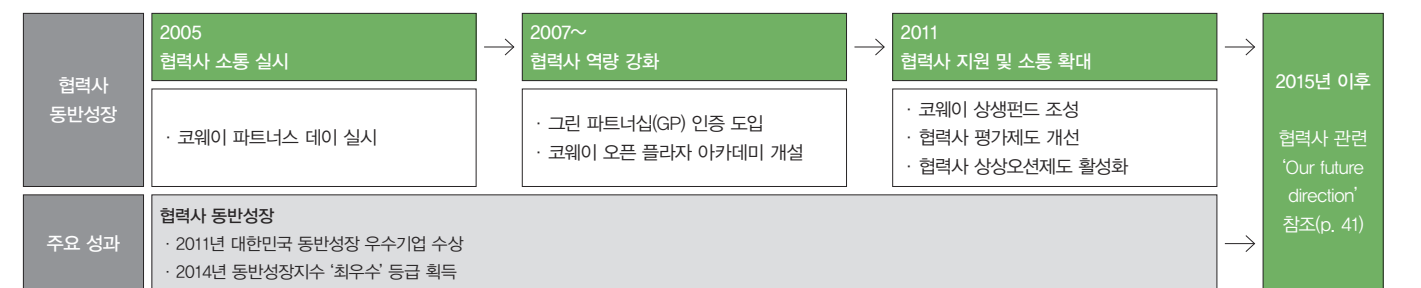 협력사
동반성장
2005
협력사 소통 실시
· 코웨이 파트너스 데이 실시
2007~
협력사 역량 강화
· 그린 파트너십(GP) 인증 도입
· 코웨이 오픈 플라자 아카데미 개설
2011
협력사 지원 및 소통 확대
· 코웨이 상생펀드 조성
· 협력사 평가제도 개선
· 협력사 상상오션제도 활성화
주요 성과
협력사 동반성장
· 2011년 대한민국 동반성장 우수기업 수상
· 2014년 동반성장지수 ‘최우수’ 등급 획득
2015년 이후
협력사 관련
‘Our future
direction’
참조(p. 41)